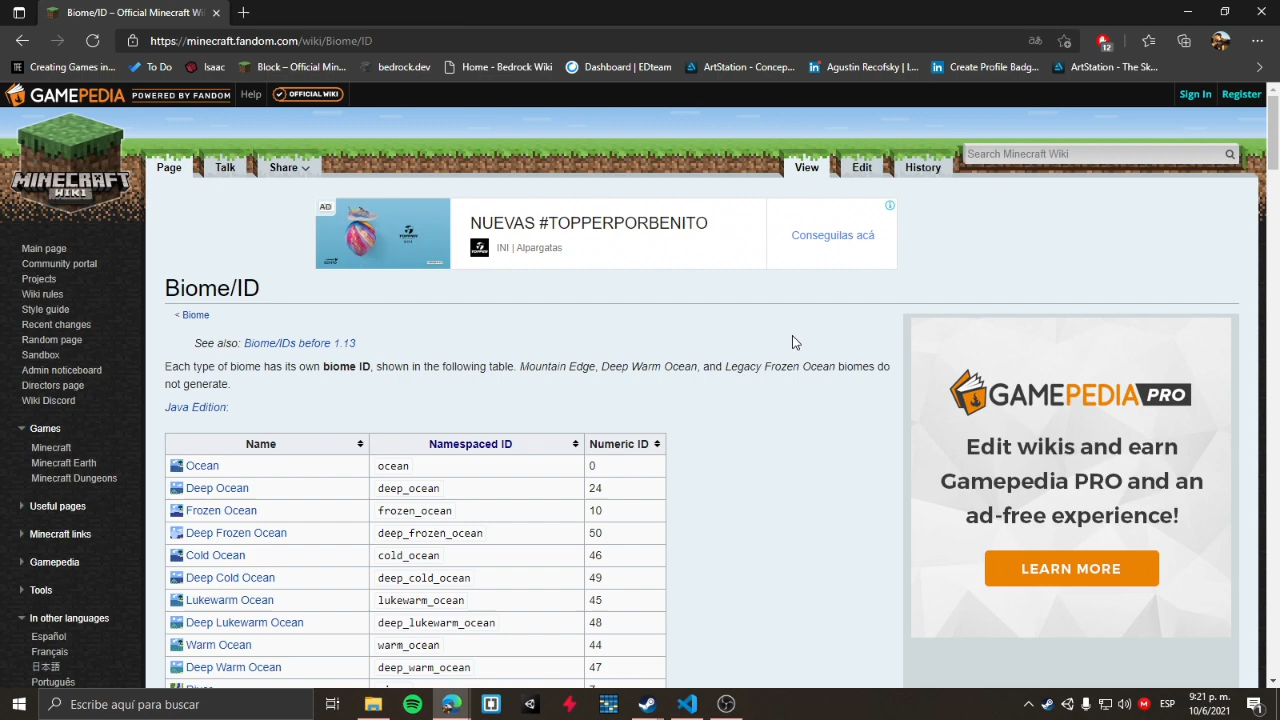 Biome/ID – Official Minecraft Wi
https://minecraft.fandom.com/wiki/Biome/ID
12
Creating Games in...
To Do
Isaac
Block – Official Min...
bedrock.dev
Home - Bedrock Wiki
Dashboard | EDteam
ArtStation - Concep...
Agustin Recofsky | L...
Create Profile Badg...
ArtStation - The Sk...
GAMEPEDIA POWERED BY FANDOM
Help
OFFICIAL WIKI
Sign In
Register
MINECRAFT
WIKI
Page
Talk
Share
View
Edit
History
Search Minecraft Wiki
AD
NUEVAS #TOPPERPORBENITO
INI | Alpargatas
Conseguilas acá
Main page
Community portal
Projects
Wiki rules
Style guide
Recent changes
Random page
Sandbox
Admin noticeboard
Directors page
Wiki Discord
Games
Minecraft
Minecraft Earth
Minecraft Dungeons
Useful pages
Minecraft links
Gamepedia
Tools
In other languages
Español
Français
日本語
Português
Biome/ID
< Biome
See also: Biome/IDs before 1.13
Each type of biome has its own biome ID, shown in the following table. Mountain Edge, Deep Warm Ocean, and Legacy Frozen Ocean biomes do
not generate.
Java Edition:
Name Namespaced ID Numeric ID
Ocean ocean 0
Deep Ocean deep_ocean 24
Frozen Ocean frozen_ocean 10
Deep Frozen Ocean deep_frozen_ocean 50
Cold Ocean cold_ocean 46
Deep Cold Ocean deep_cold_ocean 49
Lukewarm Ocean lukewarm_ocean 45
Deep Lukewarm Ocean deep_lukewarm_ocean 48
Warm Ocean warm_ocean 44
Deep Warm Ocean deep_warm_ocean 47
GAMEPEDIA PRO
Edit wikis and earn
Gamepedia PRO and an
ad-free experience!
LEARN MORE
Escribe aquí para buscar
ESP
9:21 p. m.
10/6/2021
1